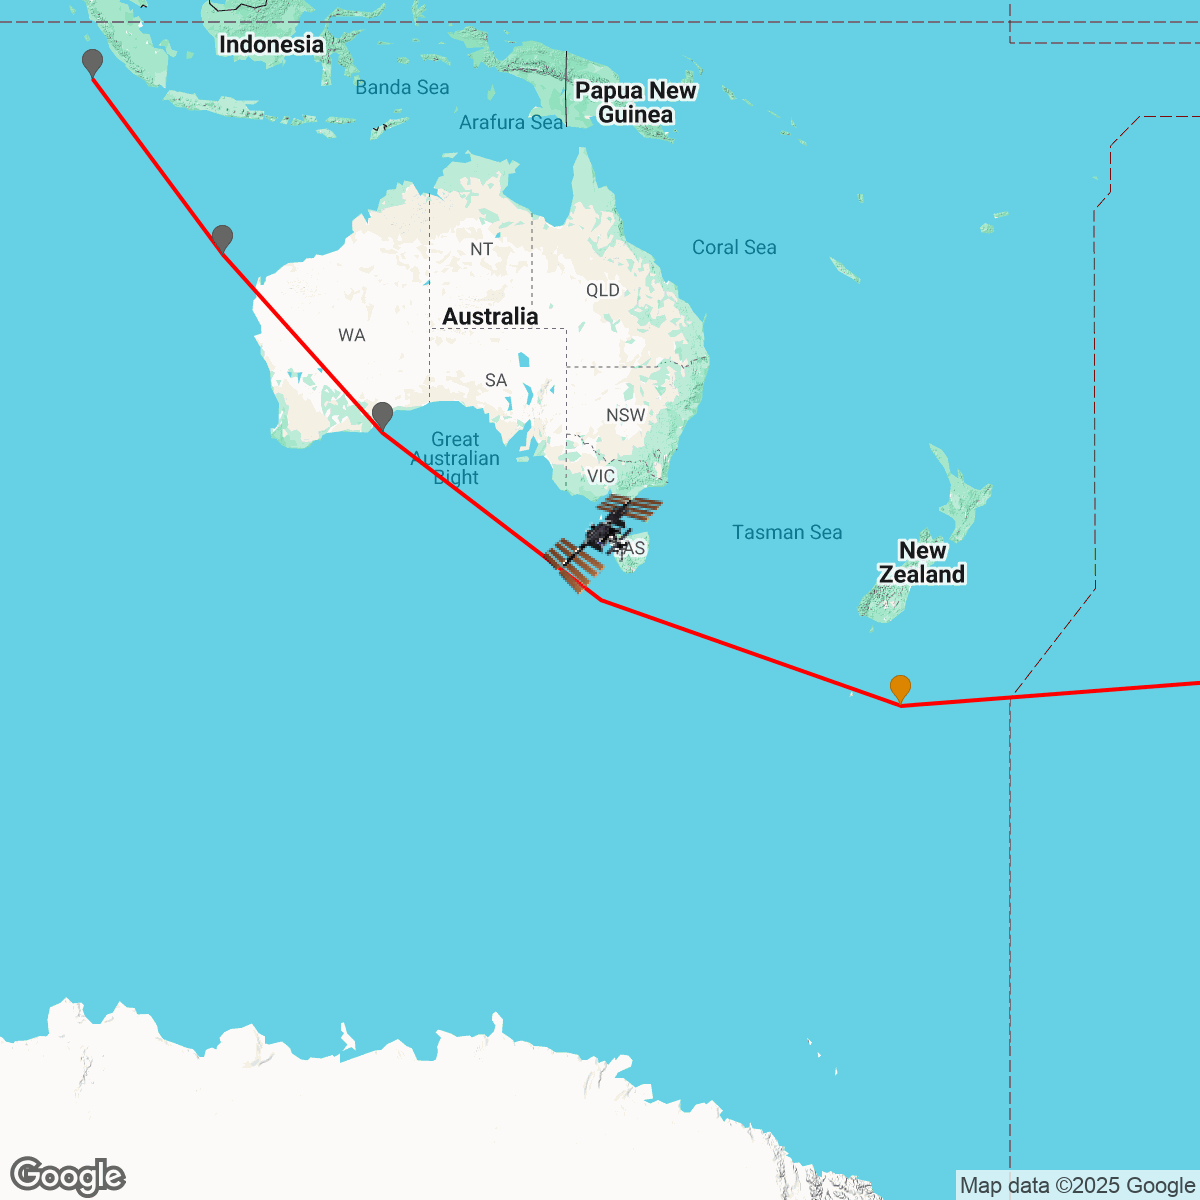 Indonesia
Banda Sea
Papua New
Guinea
Arafura Sea
NT
Coral Sea
QLD
Australia
WA
SA
NSW
Great
Australian
Bight
VIC
Tasman Sea
AS
New
Zealand
Google
Map data ©2025 Google